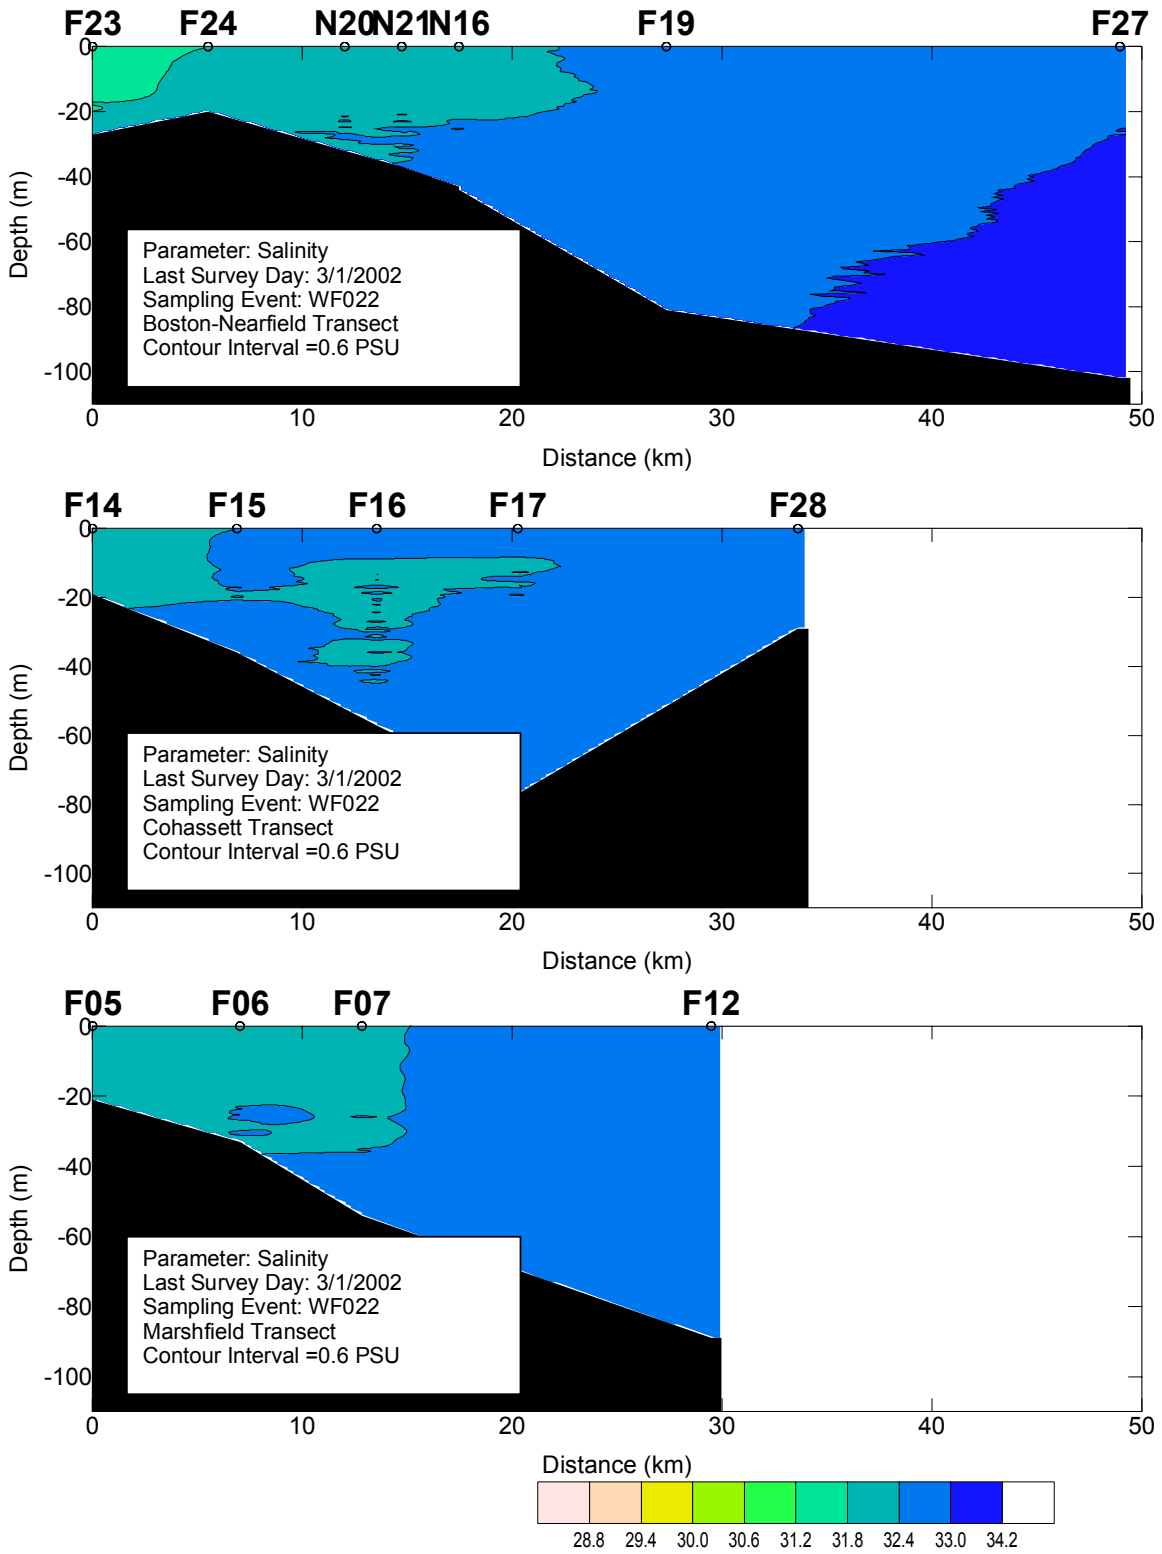 F23 F24 N20 N21 N16 F19 F27
0
-20
-40
-60
-80
-100
Depth (m)
Parameter: Salinity
Last Survey Day: 3/1/2002
Sampling Event: WF022
Boston-Nearfield Transect
Contour Interval =0.6 PSU
0 10 20 30 40 50
Distance (km)
F14 F15 F16 F17 F28
0
-20
-40
-60
-80
-100
Depth (m)
Parameter: Salinity
Last Survey Day: 3/1/2002
Sampling Event: WF022
Cohassett Transect
Contour Interval =0.6 PSU
0 10 20 30 40 50
Distance (km)
F05 F06 F07 F12
0
-20
-40
-60
-80
-100
Depth (m)
Parameter: Salinity
Last Survey Day: 3/1/2002
Sampling Event: WF022
Marshfield Transect
Contour Interval =0.6 PSU
0 10 20 30 40 50
Distance (km)
28.8 29.4 30.0 30.6 31.2 31.8 32.4 33.0 34.2